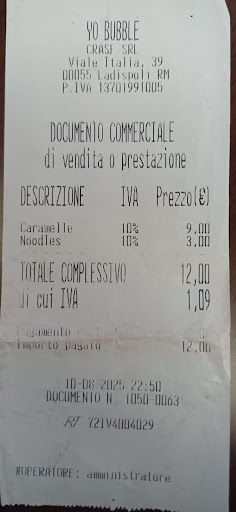 YO BUBBLE
CRASF SRL
Viale Italia, 39
00055 Ladispoli RM
P.IVA 13701991005
DOCUMENTO COMMERCIALE
di vendita o prestazione
DESCRIZIONE IVA Prezzo(€)
Caramelle 10% 9,00
Noodles 10% 3,00
TOTALE COMPLESSIVO 12,00
di cui IVA 1,09
Pagamento
Importo pagato 12,00
10-08-2025 22:50
DOCUMENTO N. 1050-0063
RT 72IV4004029
#OPERATORE: amministratore